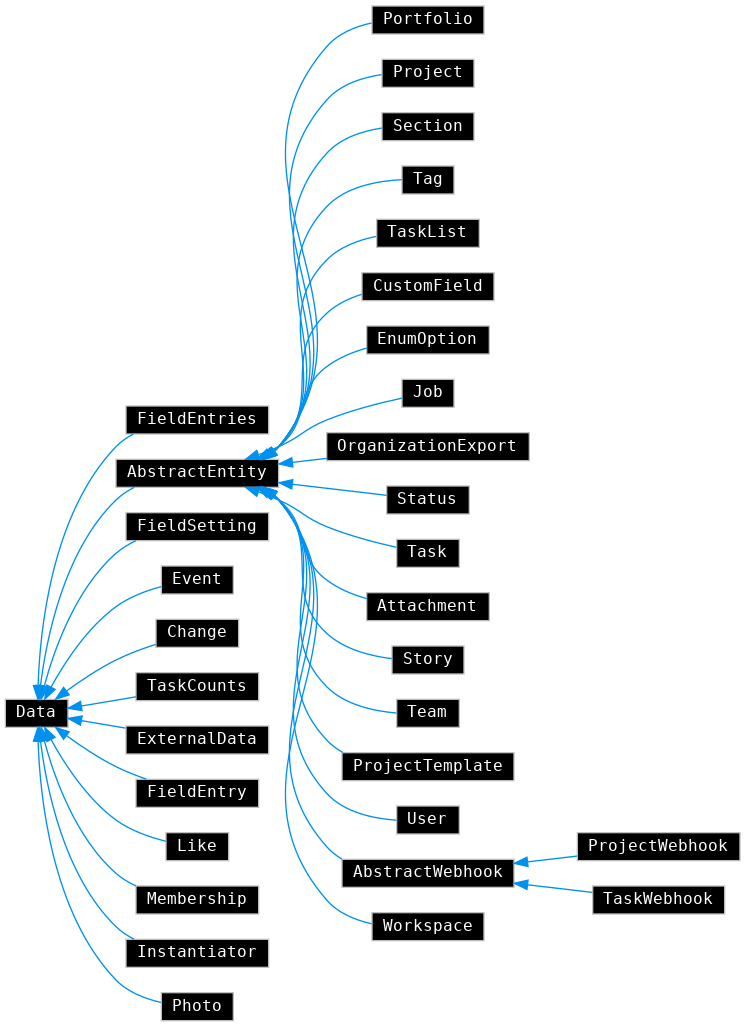 Portfolio
Project
Section
Tag
TaskList
CustomField
EnumOption
Job
FieldEntries
OrganizationExport
AbstractEntity
Status
FieldSetting
Task
Event
Attachment
Change
Story
TaskCounts
Data
Team
ExternalData
ProjectTemplate
FieldEntry
User
Like
ProjectWebhook
AbstractWebhook
Membership
TaskWebhook
Workspace
Instantiator
Photo